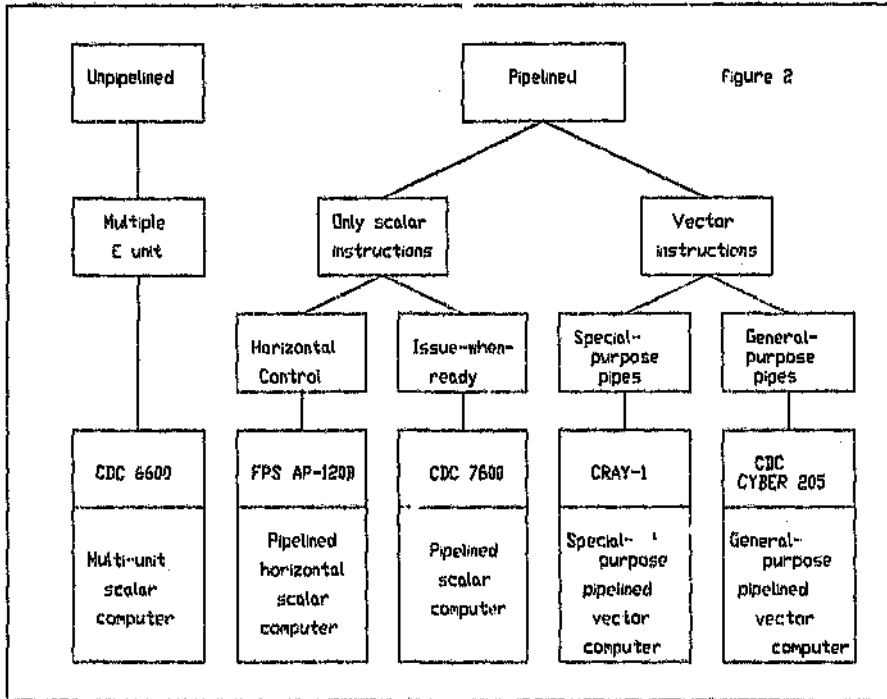 Unpipelined
Pipelined
Figure 2
Multiple
E unit
Only scalar
instructions
Vector
instructions
Horizontal
Control
Issue-when-
ready
Special-
purpose
pipes
General-
purpose
pipes
CDC 6600
FPS AP-120B
CDC 7600
CRAY-1
CDC
CYBER 205
Multi-unit
scalar
computer
Pipelined
horizontal
scalar
computer
Pipelined
scalar
computer
Special-
purpose
pipelined
vector
computer
General-
purpose
pipelined
vector
computer